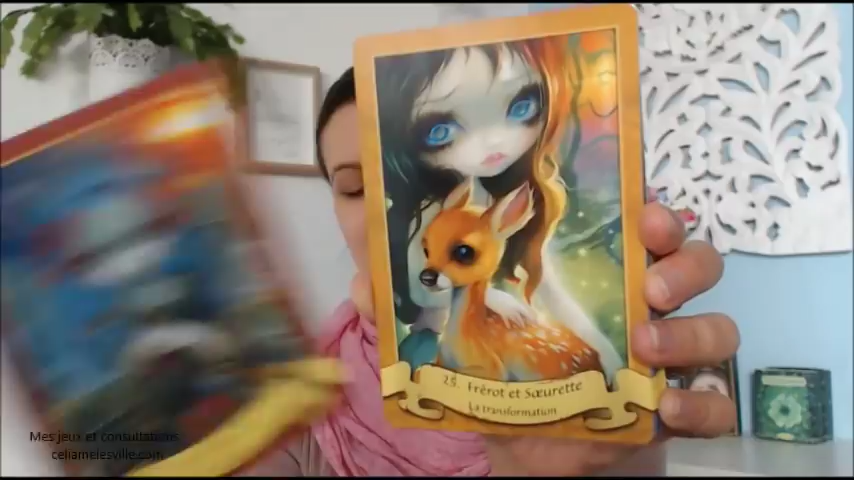 25. Frérot et Sœurette
La transformation
Mes jeux et consultations
celiamelesville.com